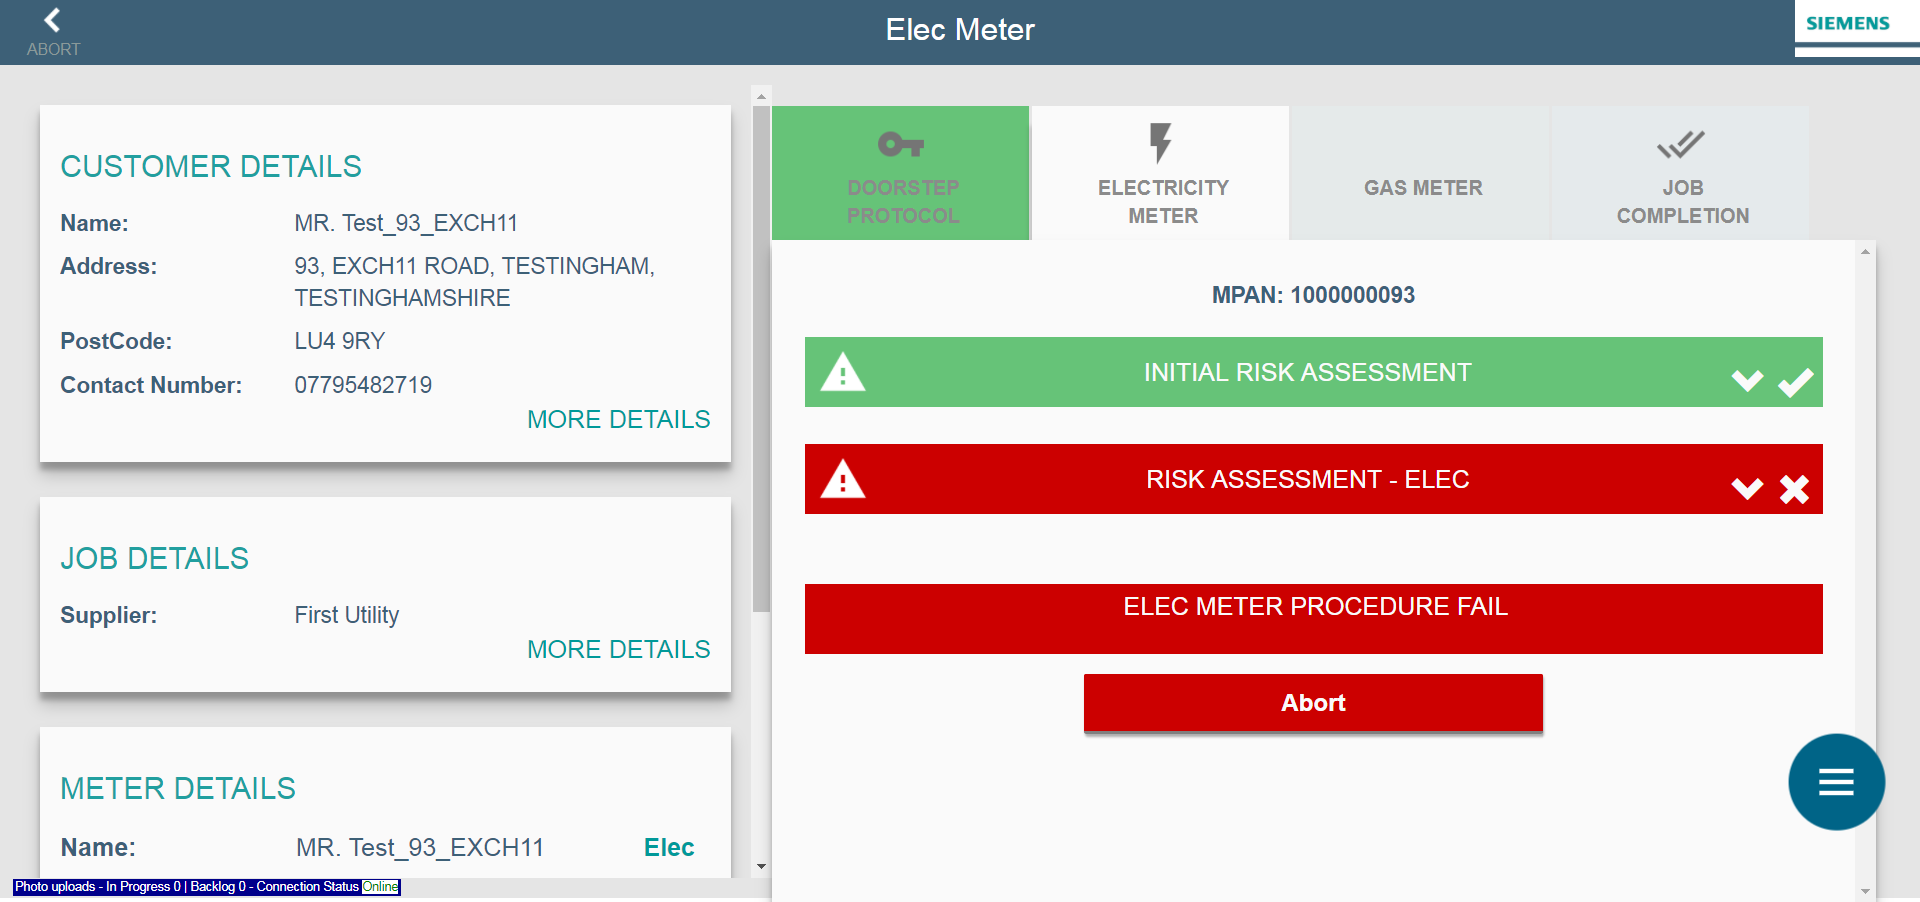 ABORT
Elec Meter
SIEMENS
CUSTOMER DETAILS
Name: MR. Test_93_EXCH11
Address: 93, EXCH11 ROAD, TESTINGHAM,
TESTINGHAMSHIRE
PostCode: LU4 9RY
Contact Number: 07795482719
MORE DETAILS
JOB DETAILS
Supplier: First Utility
MORE DETAILS
METER DETAILS
Name: MR. Test_93_EXCH11 Elec
Photo uploads - In Progress 0 | Backlog 0 - Connection Status Online
DOORSTEP
PROTOCOL
ELECTRICITY
METER
GAS METER
JOB
COMPLETION
MPAN: 1000000093
INITIAL RISK ASSESSMENT
RISK ASSESSMENT - ELEC
ELEC METER PROCEDURE FAIL
Abort